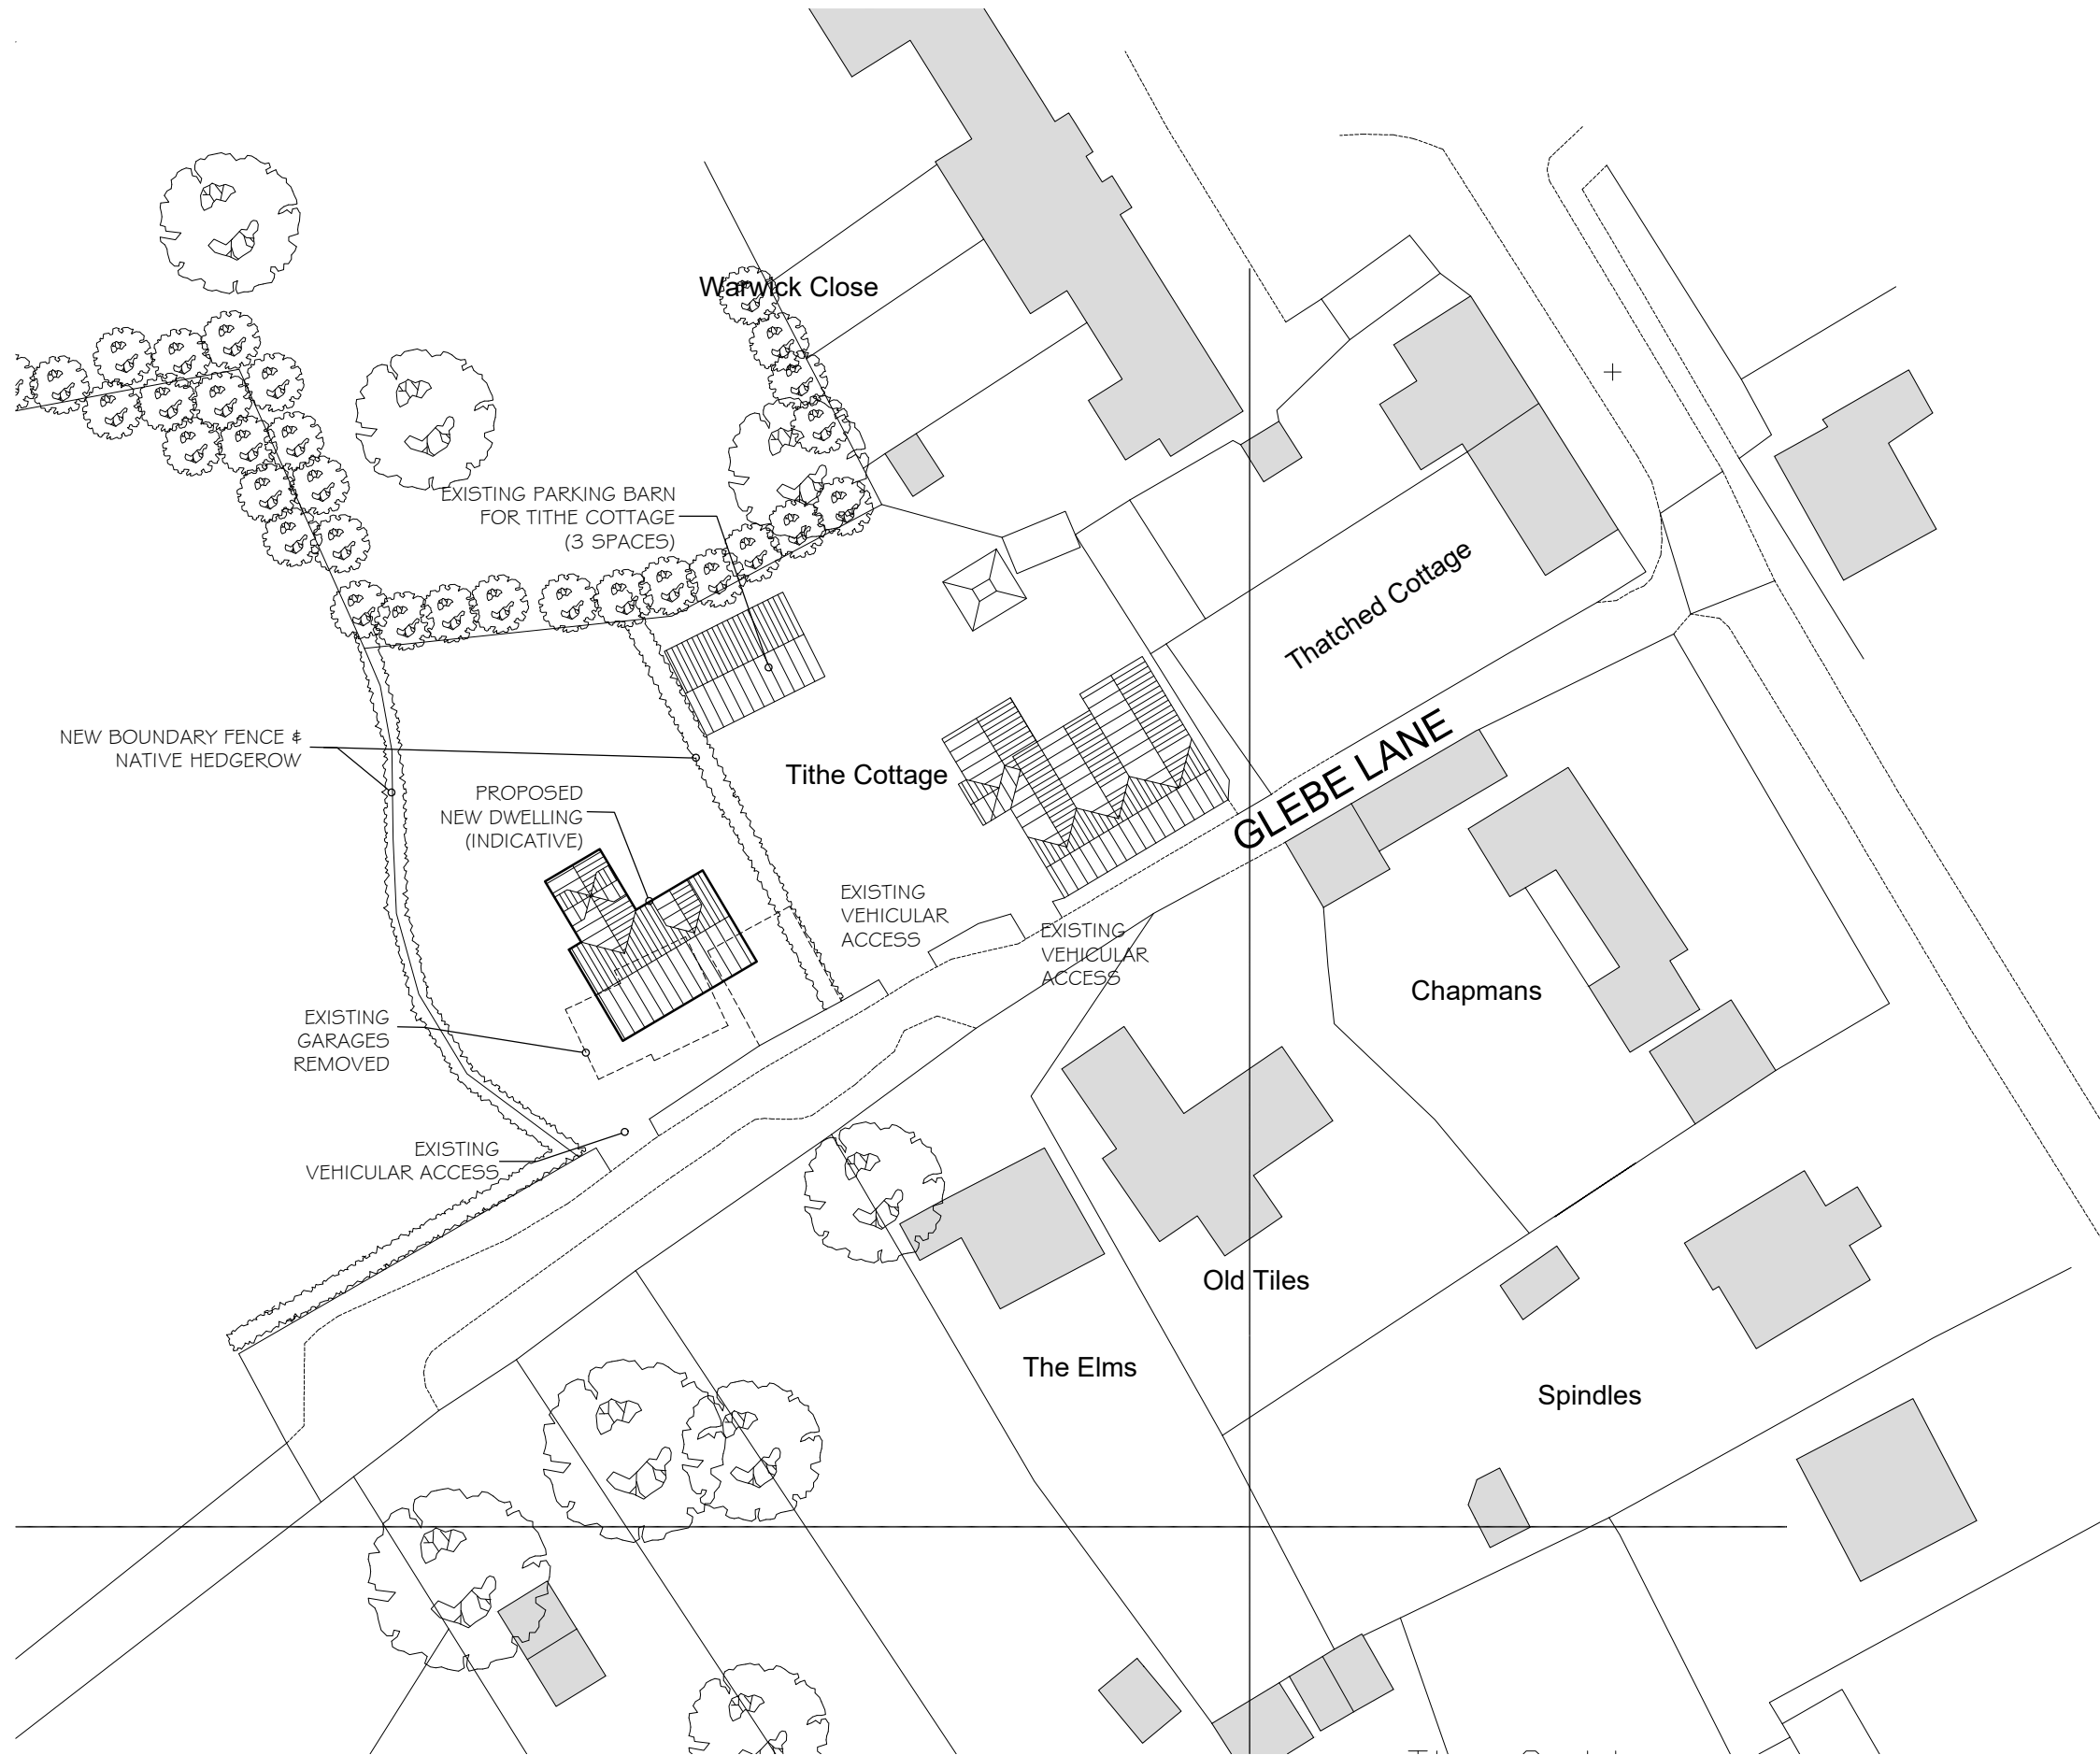 Warwick Close
EXISTING PARKING BARN
FOR TITHE COTTAGE
(3 SPACES)
Thatched Cottage
NEW BOUNDARY FENCE &
NATIVE HEDGEROW
GLEBE LANE
Tithe Cottage
PROPOSED
NEW DWELLING
(INDICATIVE)
EXISTING
VEHICULAR
ACCESS
EXISTING
VEHICULAR
ACCESS
Chapmans
EXISTING
GARAGES
REMOVED
EXISTING
VEHICULAR ACCESS
Old Tiles
The Elms
Spindles